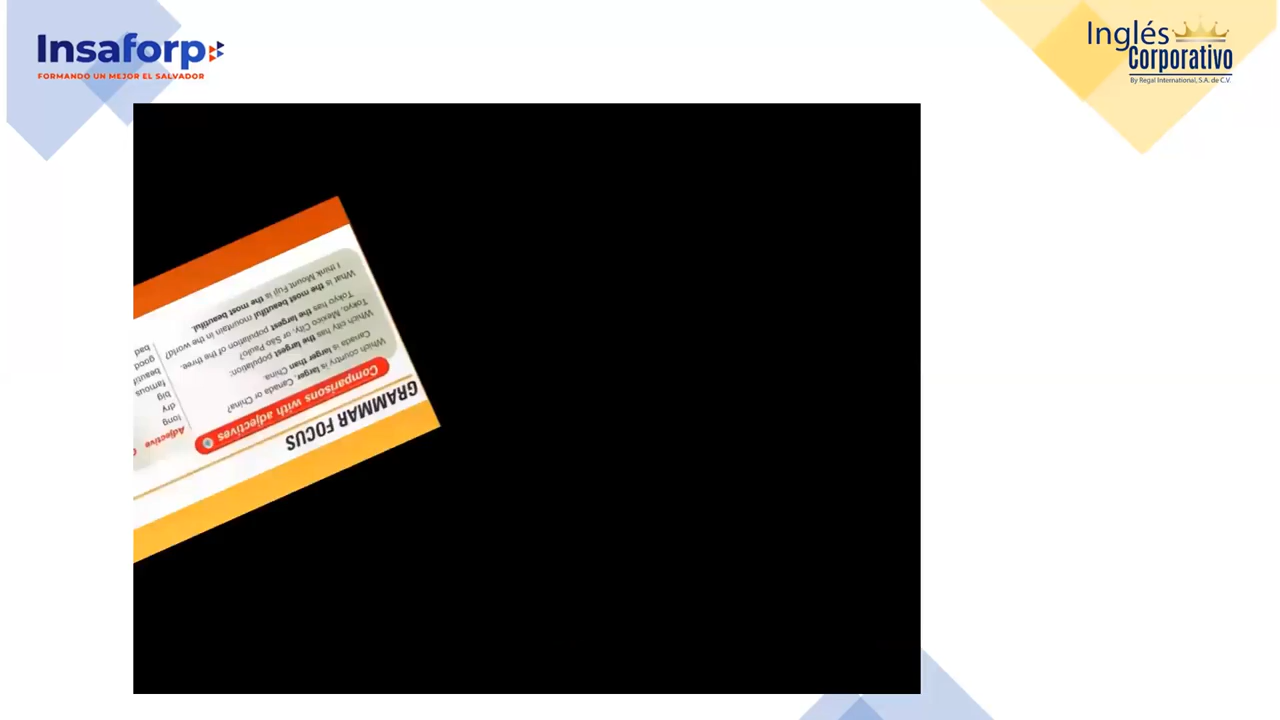 Insaforp
FORMANDO UN MEJOR EL SALVADOR
Inglés
Corporativo
By Regal International, S.A. de C.V.
GRAMMAR FOCUS
Comparisons with adjectives
Which country is larger, Canada or China?
Canada is larger than China.
Which city has the largest population:
Tokyo, Mexico City, or São Paulo?
Tokyo has the largest population of the three.
What is the most beautiful mountain in the world?
I think Mount Fuji is the most beautiful.
Adjective
long
dry
big
famous
beautif
good
bad